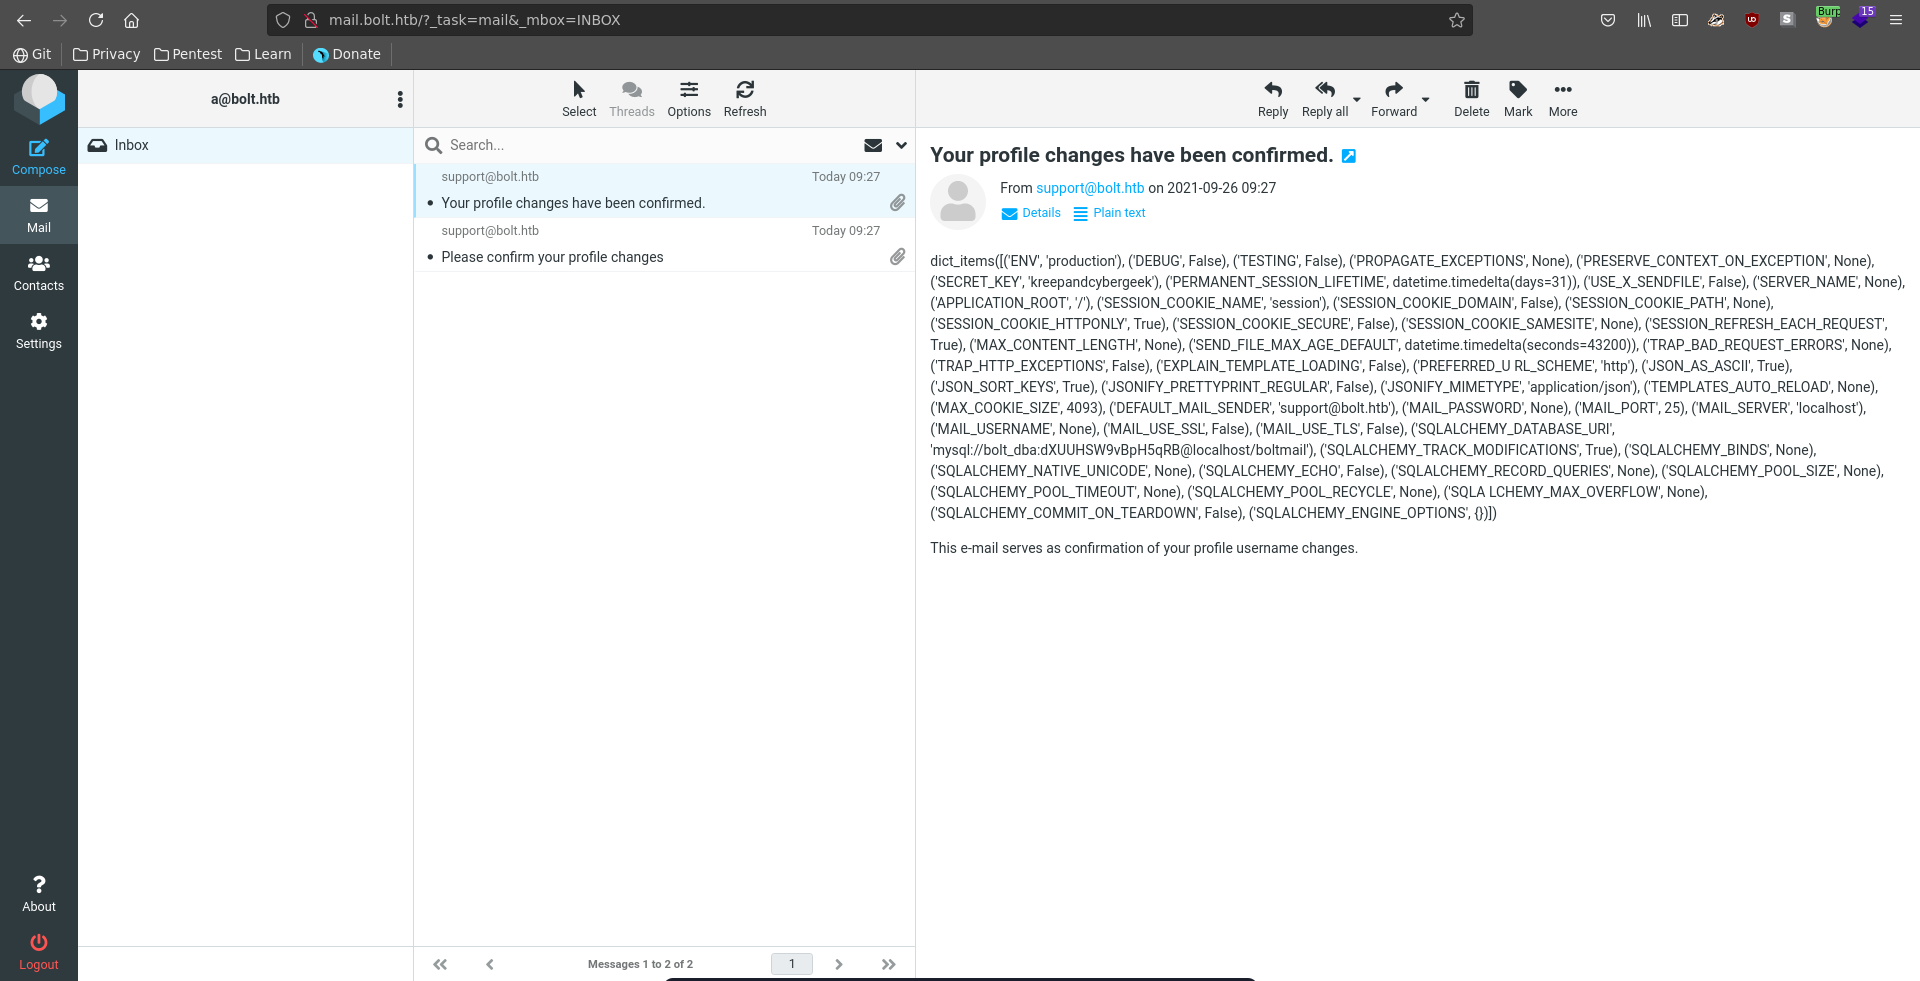 mail.bolt.htb/?_task=mail&_mbox=INBOX
Burp
15
Git
Privacy
Pentest
Learn
Donate
a@bolt.htb
Select
Threads
Options
Refresh
Reply
Reply all
Forward
Delete
Mark
More
Compose
Mail
Contacts
Settings
About
Logout
Inbox
Search...
support@bolt.htb Today 09:27
• Your profile changes have been confirmed.
support@bolt.htb Today 09:27
• Please confirm your profile changes
Messages 1 to 2 of 2
1
Your profile changes have been confirmed.
From support@bolt.htb on 2021-09-26 09:27
Details Plain text
dict_items([('ENV', 'production'), ('DEBUG', False), ('TESTING', False), ('PROPAGATE_EXCEPTIONS', None), ('PRESERVE_CONTEXT_ON_EXCEPTION', None),
('SECRET_KEY', 'kreepandcybergeek'), ('PERMANENT_SESSION_LIFETIME', datetime.timedelta(days=31)), ('USE_X_SENDFILE', False), ('SERVER_NAME', None),
('APPLICATION_ROOT', '/'), ('SESSION_COOKIE_NAME', 'session'), ('SESSION_COOKIE_DOMAIN', False), ('SESSION_COOKIE_PATH', None),
('SESSION_COOKIE_HTTPONLY', True), ('SESSION_COOKIE_SECURE', False), ('SESSION_COOKIE_SAMESITE', None), ('SESSION_REFRESH_EACH_REQUEST',
True), ('MAX_CONTENT_LENGTH', None), ('SEND_FILE_MAX_AGE_DEFAULT', datetime.timedelta(seconds=43200)), ('TRAP_BAD_REQUEST_ERRORS', None),
('TRAP_HTTP_EXCEPTIONS', False), ('EXPLAIN_TEMPLATE_LOADING', False), ('PREFERRED_U RL_SCHEME', 'http'), ('JSON_AS_ASCII', True),
('JSON_SORT_KEYS', True), ('JSONIFY_PRETTYPRINT_REGULAR', False), ('JSONIFY_MIMETYPE', 'application/json'), ('TEMPLATES_AUTO_RELOAD', None),
('MAX_COOKIE_SIZE', 4093), ('DEFAULT_MAIL_SENDER', 'support@bolt.htb'), ('MAIL_PASSWORD', None), ('MAIL_PORT', 25), ('MAIL_SERVER', 'localhost'),
('MAIL_USERNAME', None), ('MAIL_USE_SSL', False), ('MAIL_USE_TLS', False), ('SQLALCHEMY_DATABASE_URI',
'mysql://bolt_dba:dXUUHSW9vBpH5qRB@localhost/boltmail'), ('SQLALCHEMY_TRACK_MODIFICATIONS', True), ('SQLALCHEMY_BINDS', None),
('SQLALCHEMY_NATIVE_UNICODE', None), ('SQLALCHEMY_ECHO', False), ('SQLALCHEMY_RECORD_QUERIES', None), ('SQLALCHEMY_POOL_SIZE', None),
('SQLALCHEMY_POOL_TIMEOUT', None), ('SQLALCHEMY_POOL_RECYCLE', None), ('SQLA LCHEMY_MAX_OVERFLOW', None),
('SQLALCHEMY_COMMIT_ON_TEARDOWN', False), ('SQLALCHEMY_ENGINE_OPTIONS', {})])
This e-mail serves as confirmation of your profile username changes.